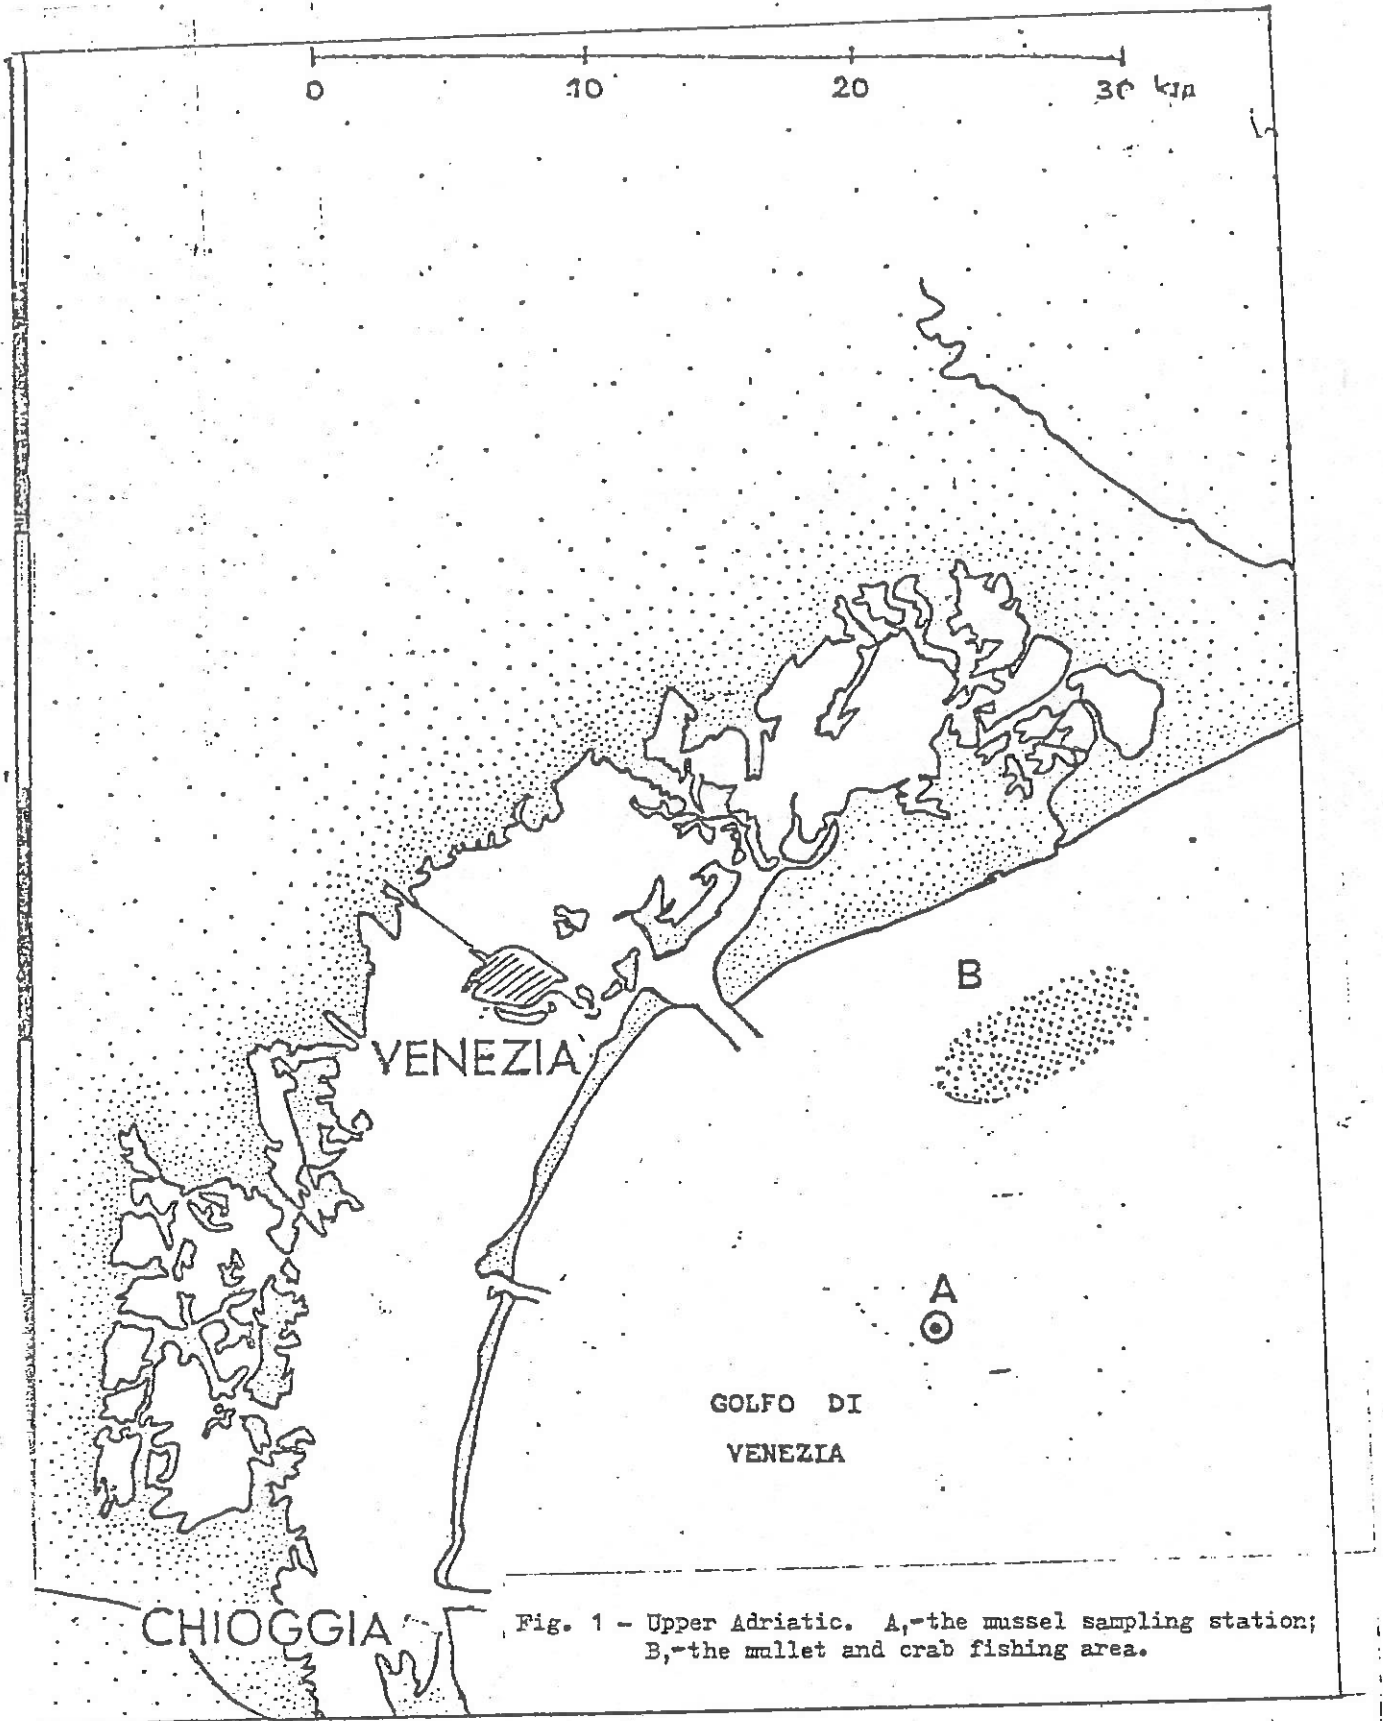 0 10 20 30 km
B
VENEZIA
A
GOLFO DI
VENEZIA
CHIOGGIA
Fig. 1 - Upper Adriatic. A,-the mussel sampling station;
B,-the mullet and crab fishing area.